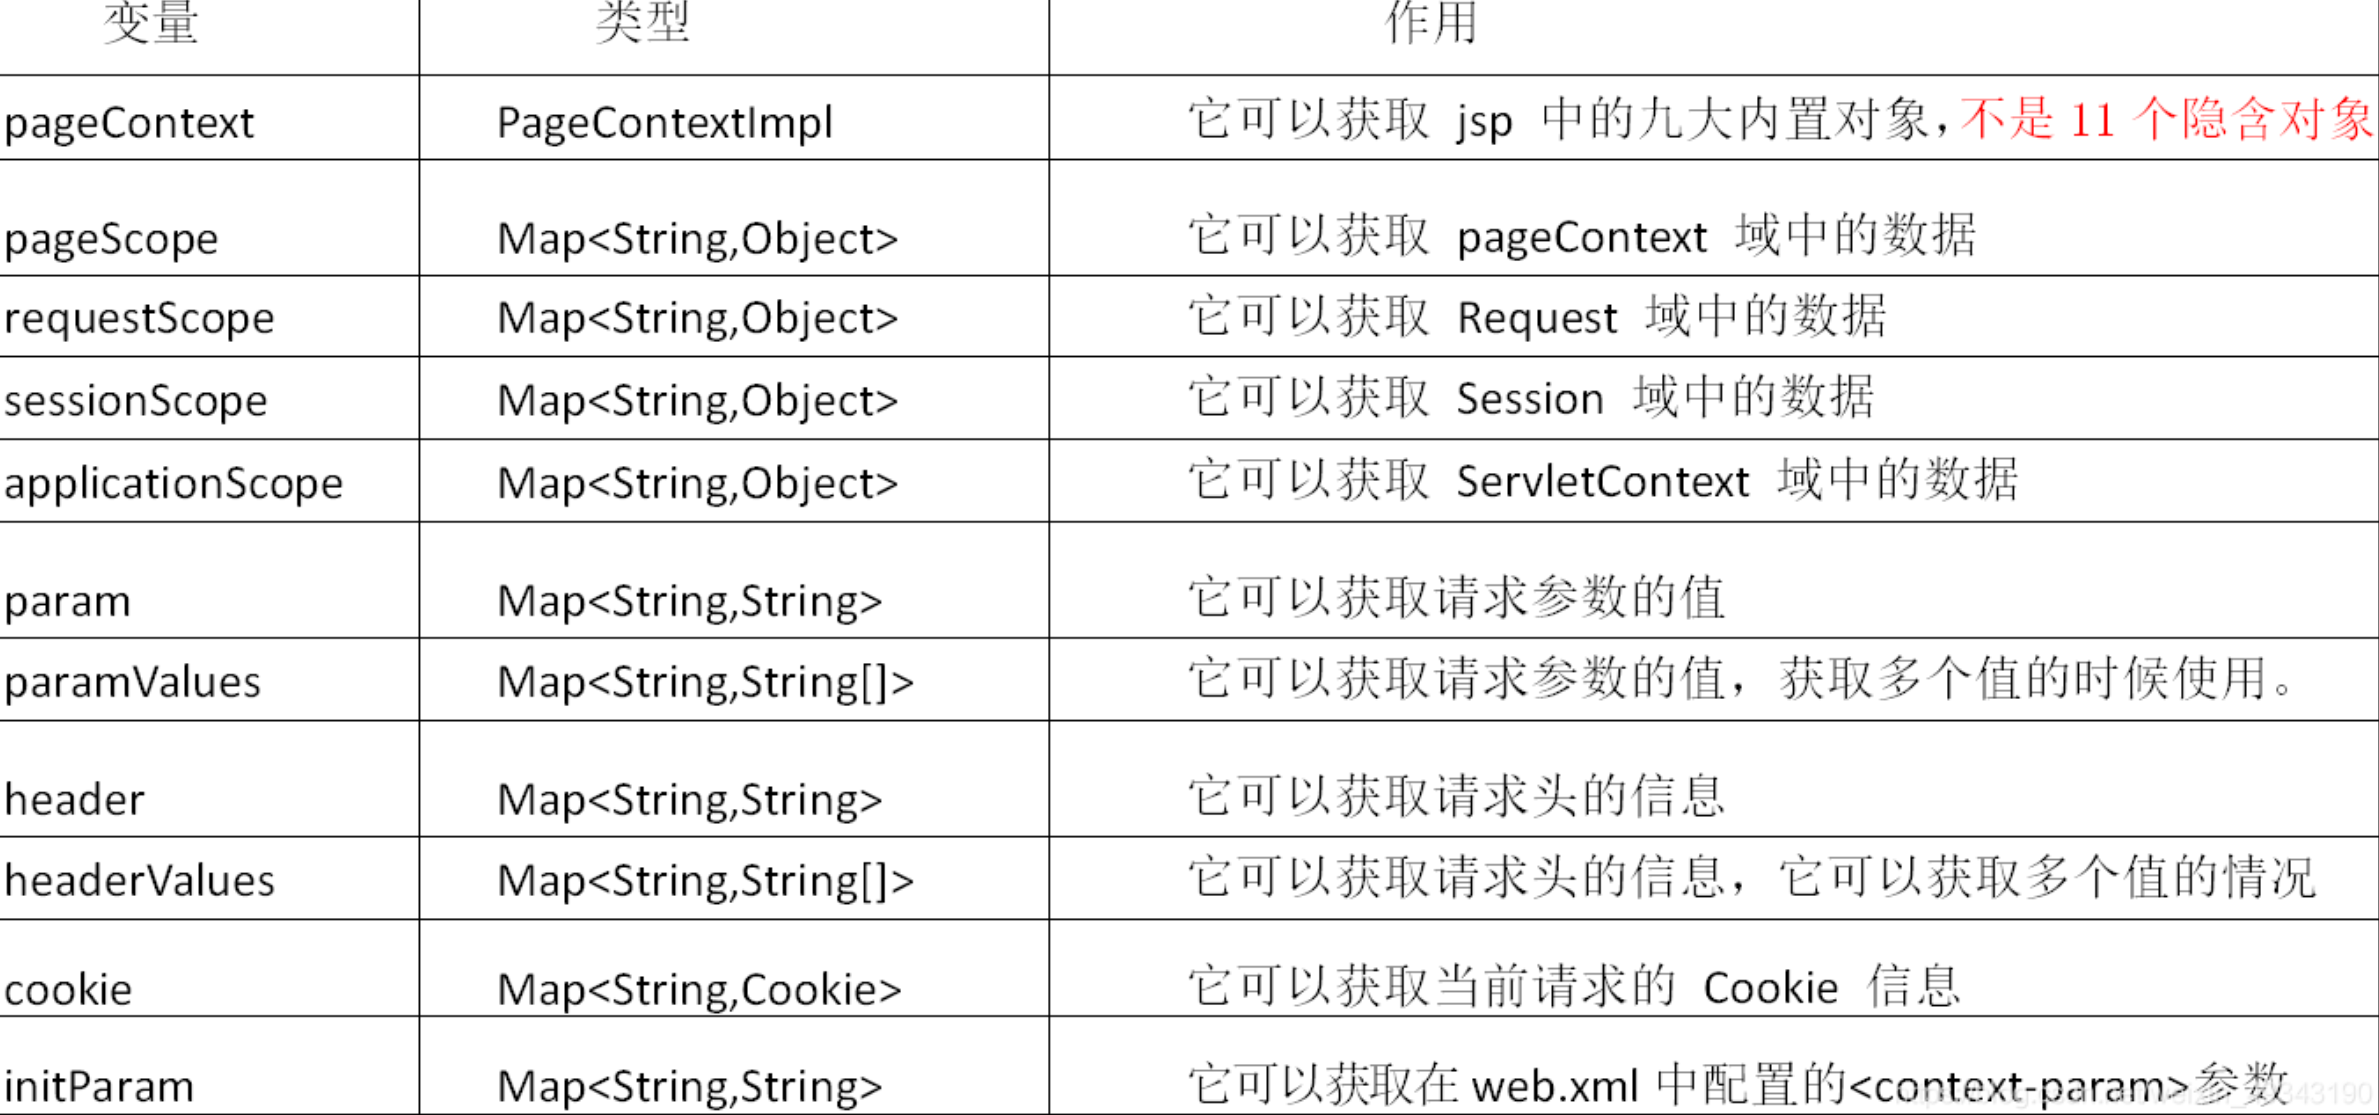 变量 类型 作用
pageContext PageContextImpl 它可以获取 jsp 中的九大内置对象，不是 11 个隐含对象
pageScope Map<String,Object> 它可以获取 pageContext 域中的数据
requestScope Map<String,Object> 它可以获取 Request 域中的数据
sessionScope Map<String,Object> 它可以获取 Session 域中的数据
applicationScope Map<String,Object> 它可以获取 ServletContext 域中的数据
param Map<String,String> 它可以获取请求参数的值
paramValues Map<String,String[]> 它可以获取请求参数的值，获取多个值的时候使用。
header Map<String,String> 它可以获取请求头的信息
headerValues Map<String,String[]> 它可以获取请求头的信息，它可以获取多个值的情况
cookie Map<String,Cookie> 它可以获取当前请求的 Cookie 信息
initParam Map<String,String> 它可以获取在 web.xml 中配置的<context-param>参数